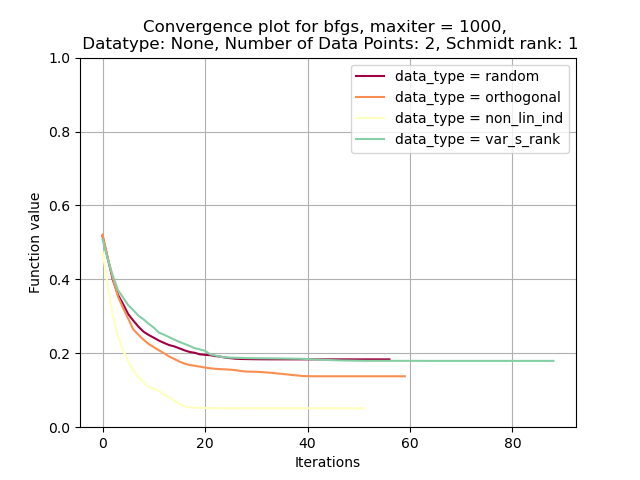 Convergence plot for bfgs, maxiter = 1000,
Datatype: None, Number of Data Points: 2, Schmidt rank: 1
data_type = random
data_type = orthogonal
data_type = non_lin_ind
data_type = var_s_rank
Function value
1.0
0.8
0.6
0.4
0.2
0.0
0 20 40 60 80
Iterations